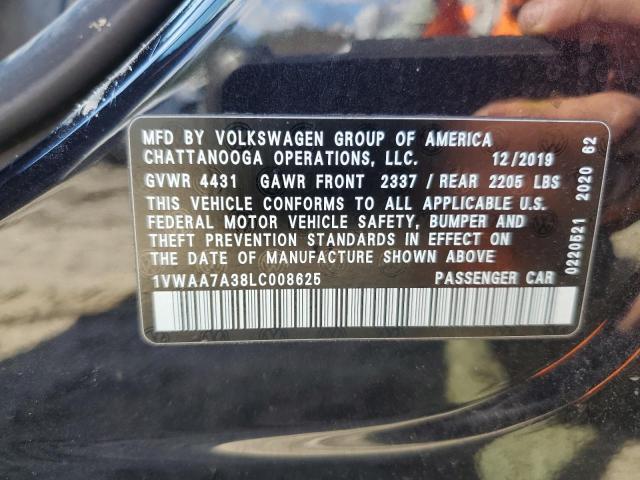 MFD BY VOLKSWAGEN GROUP OF AMERICA
CHATTANOOGA OPERATIONS, LLC. 12/2019
GVWR 4431 GAWR FRONT 2337 / REAR 2205 LBS
THIS VEHICLE CONFORMS TO ALL APPLICABLE U.S.
FEDERAL MOTOR VEHICLE SAFETY, BUMPER AND
THEFT PREVENTION STANDARDS IN EFFECT ON
THE DATE OF MANUFACTURE SHOWN ABOVE
1VWAA7A38LC008625 PASSENGER CAR
0220521 2020 62